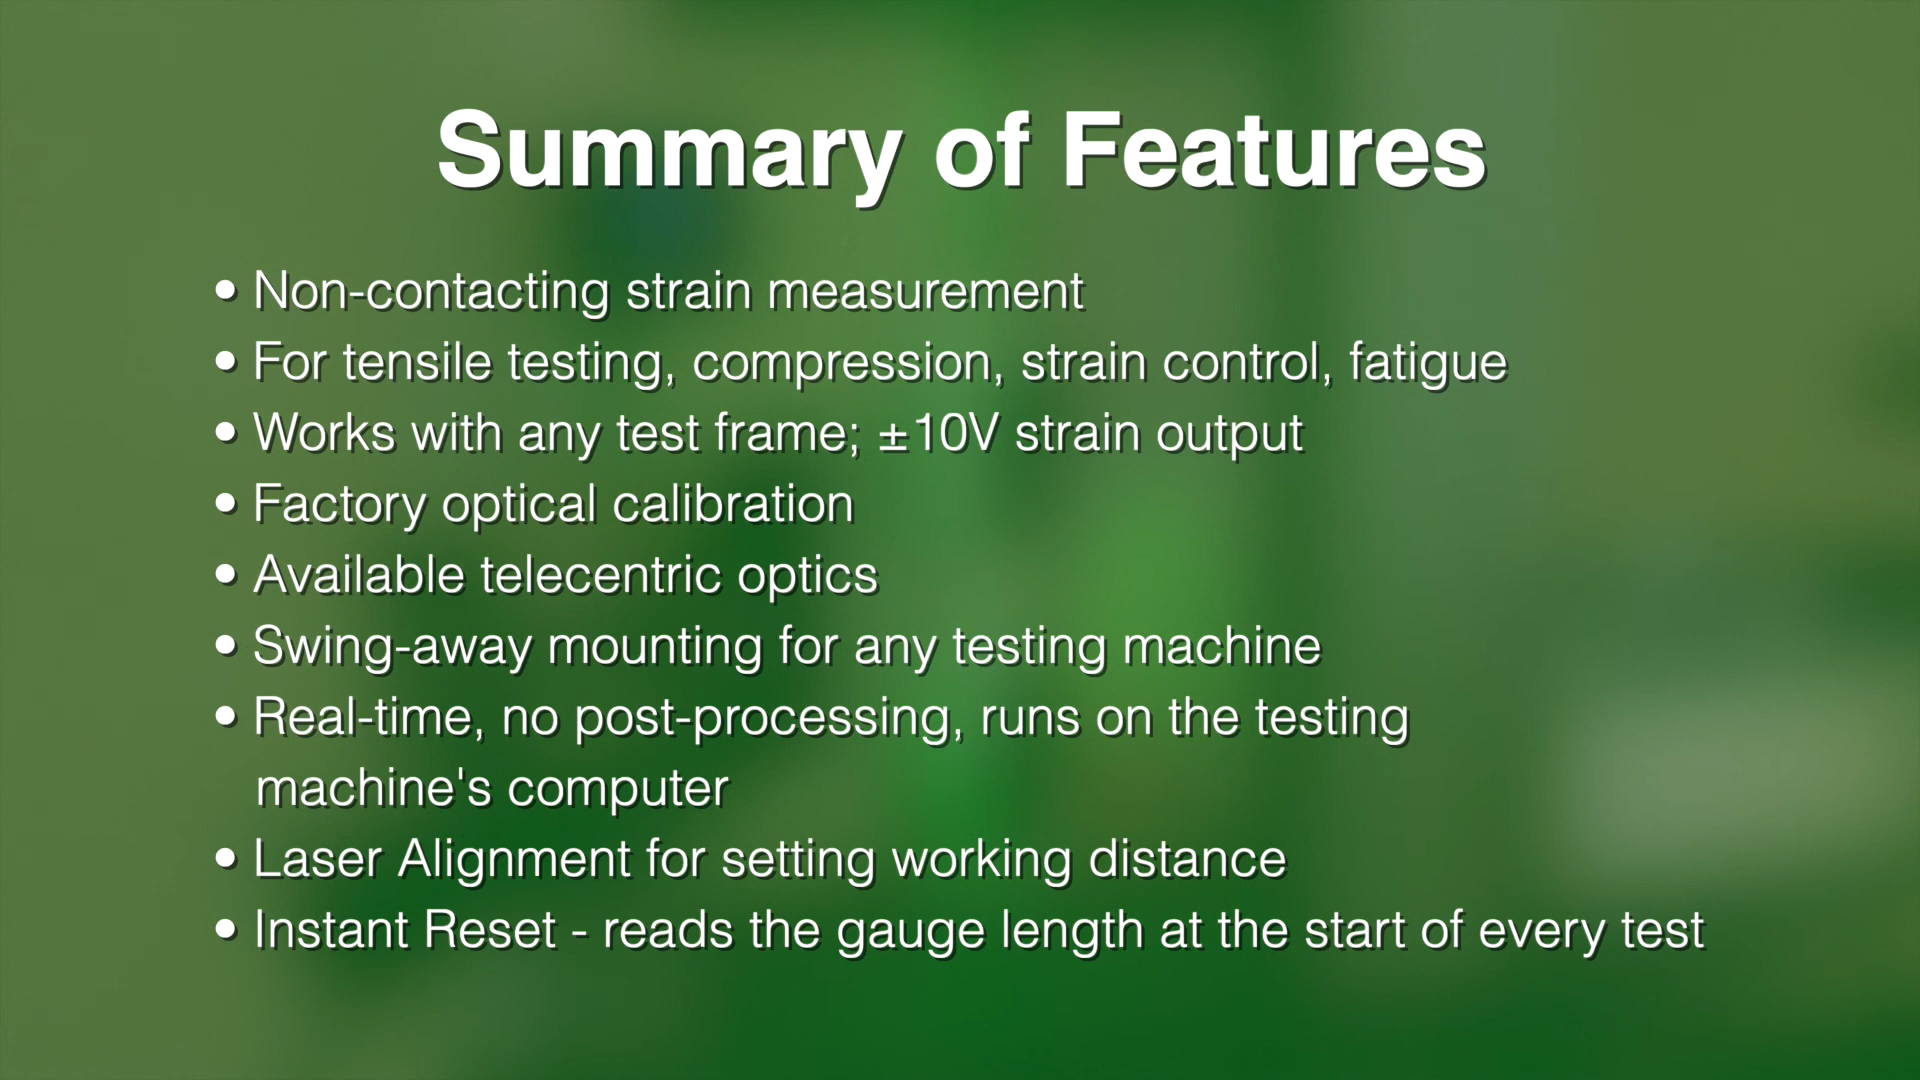 Summary of Features
• Non-contacting strain measurement
• For tensile testing, compression, strain control, fatigue
• Works with any test frame; ±10V strain output
• Factory optical calibration
• Available telecentric optics
• Swing-away mounting for any testing machine
• Real-time, no post-processing, runs on the testing
machine's computer
• Laser Alignment for setting working distance
• Instant Reset - reads the gauge length at the start of every test